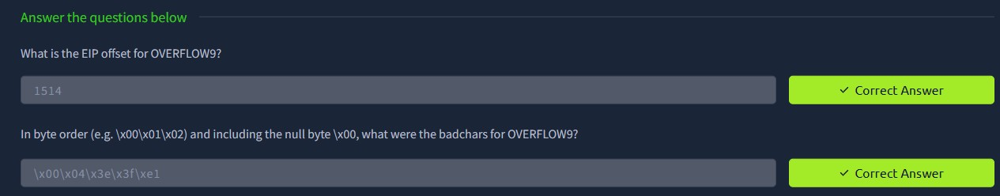 Answer the questions below
What is the EIP offset for OVERFLOW9?
1514
✓ Correct Answer
In byte order (e.g. \x00\x01\x02) and including the null byte \x00, what were the badchars for OVERFLOW9?
\x00\x04\x3e\x3f\xe1
✓ Correct Answer